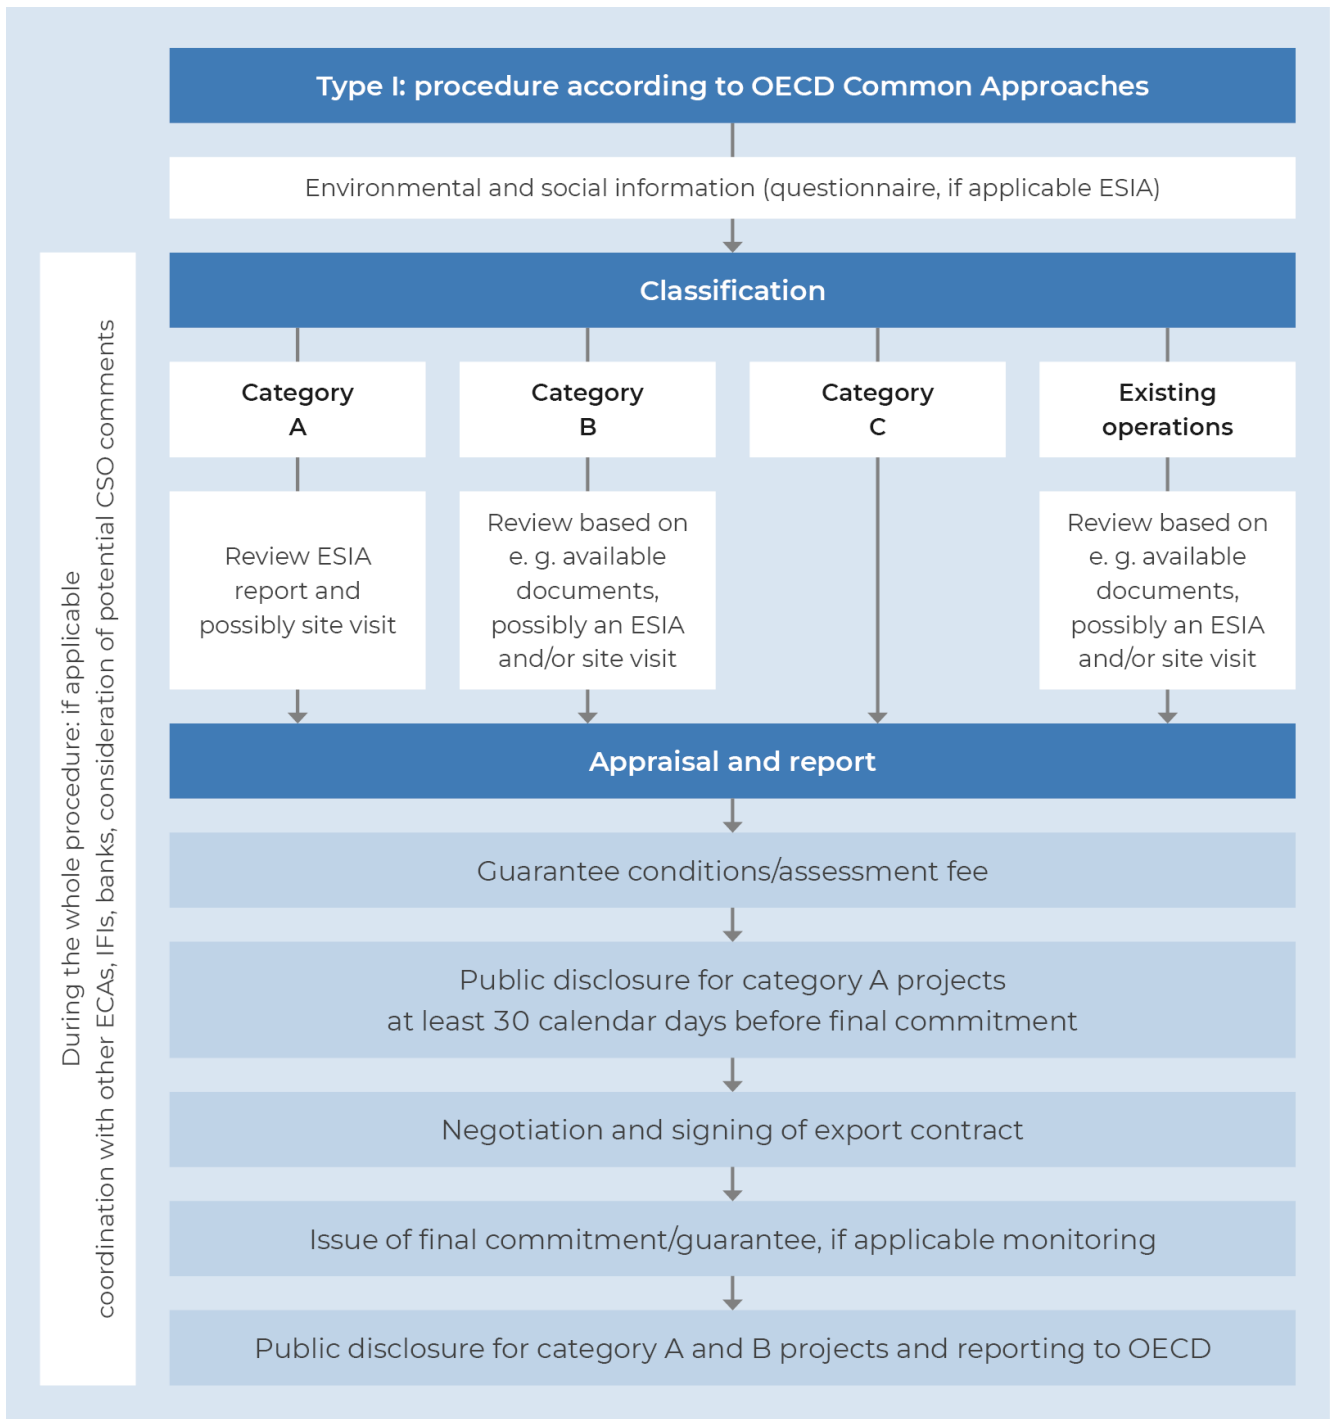 Type I: procedure according to OECD Common Approaches
Environmental and social information (questionnaire, if applicable ESIA)
Classification
Category
A
Category
B
Category
C
Existing
operations
Review ESIA
report and
possibly site visit
Review based on
e. g. available
documents,
possibly an ESIA
and/or site visit
Review based on
e. g. available
documents,
possibly an ESIA
and/or site visit
Appraisal and report
Guarantee conditions/assessment fee
Public disclosure for category A projects
at least 30 calendar days before final commitment
Negotiation and signing of export contract
Issue of final commitment/guarantee, if applicable monitoring
Public disclosure for category A and B projects and reporting to OECD
During the whole procedure: if applicable
coordination with other ECAs, IFIs, banks, consideration of potential CSO comments